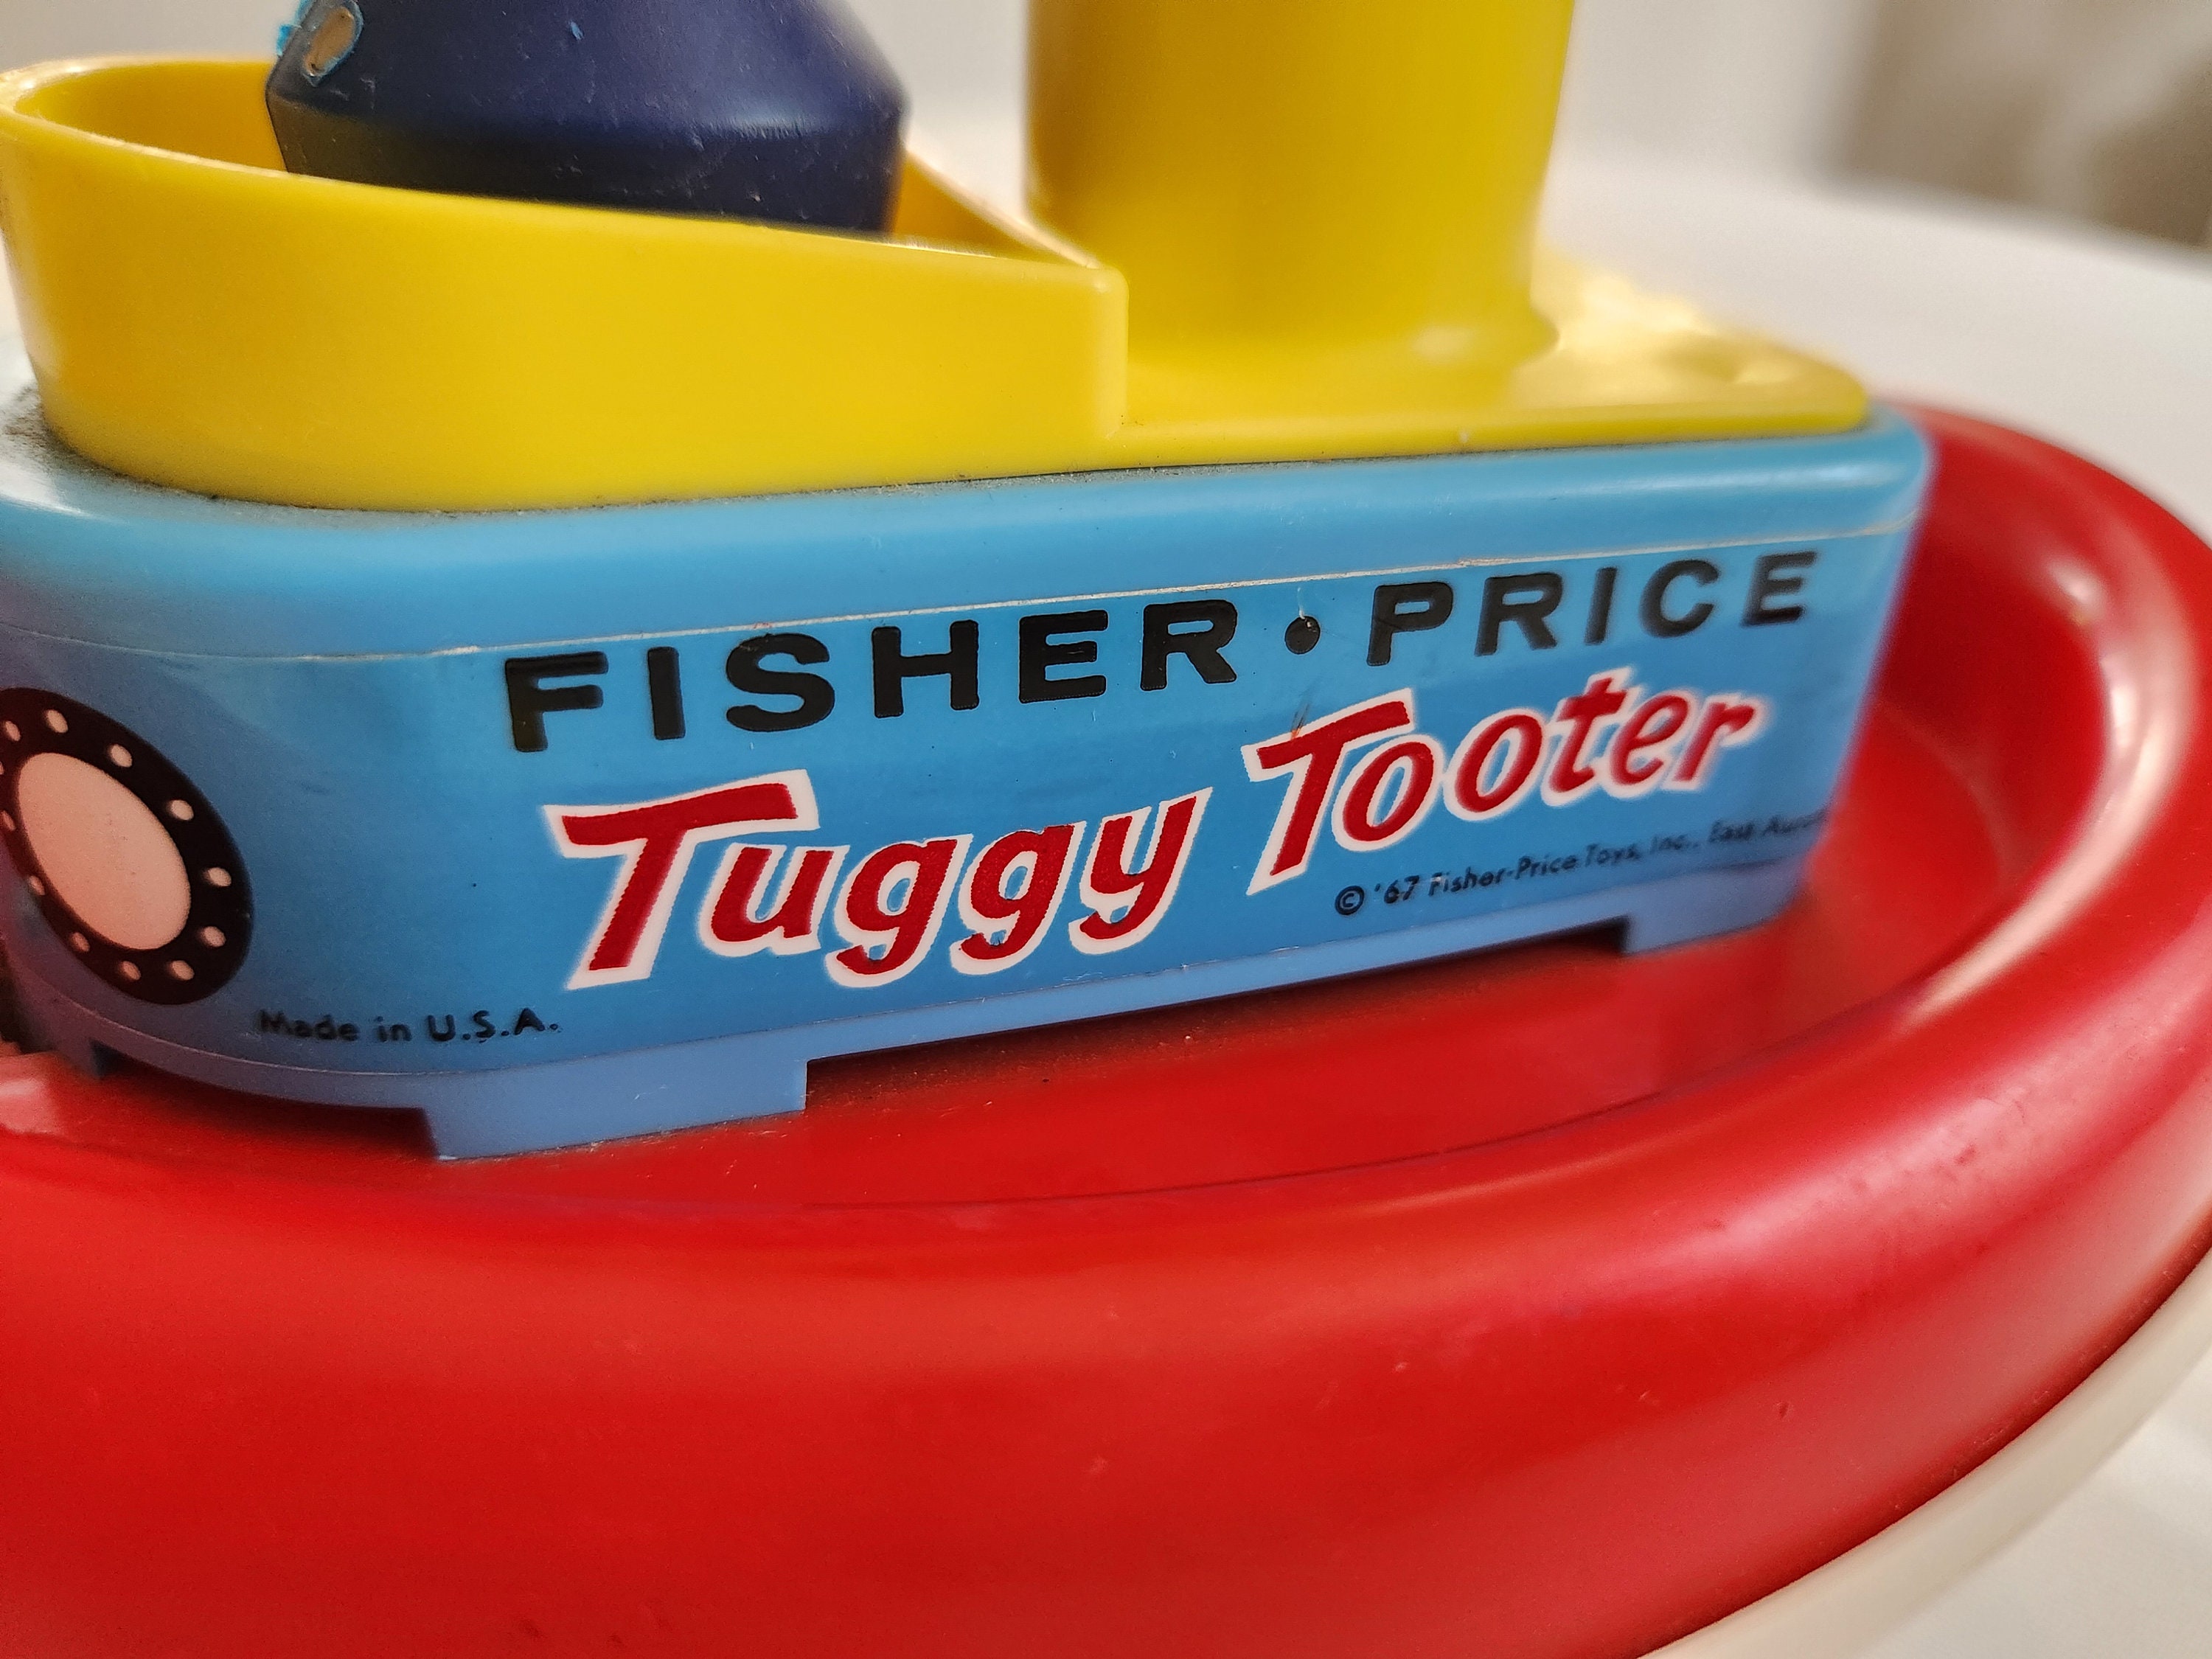 FISHER • PRICE
Tuggy Tooter
© '67 Fisher-Price Toys, Inc., East
Made in U.S.A.